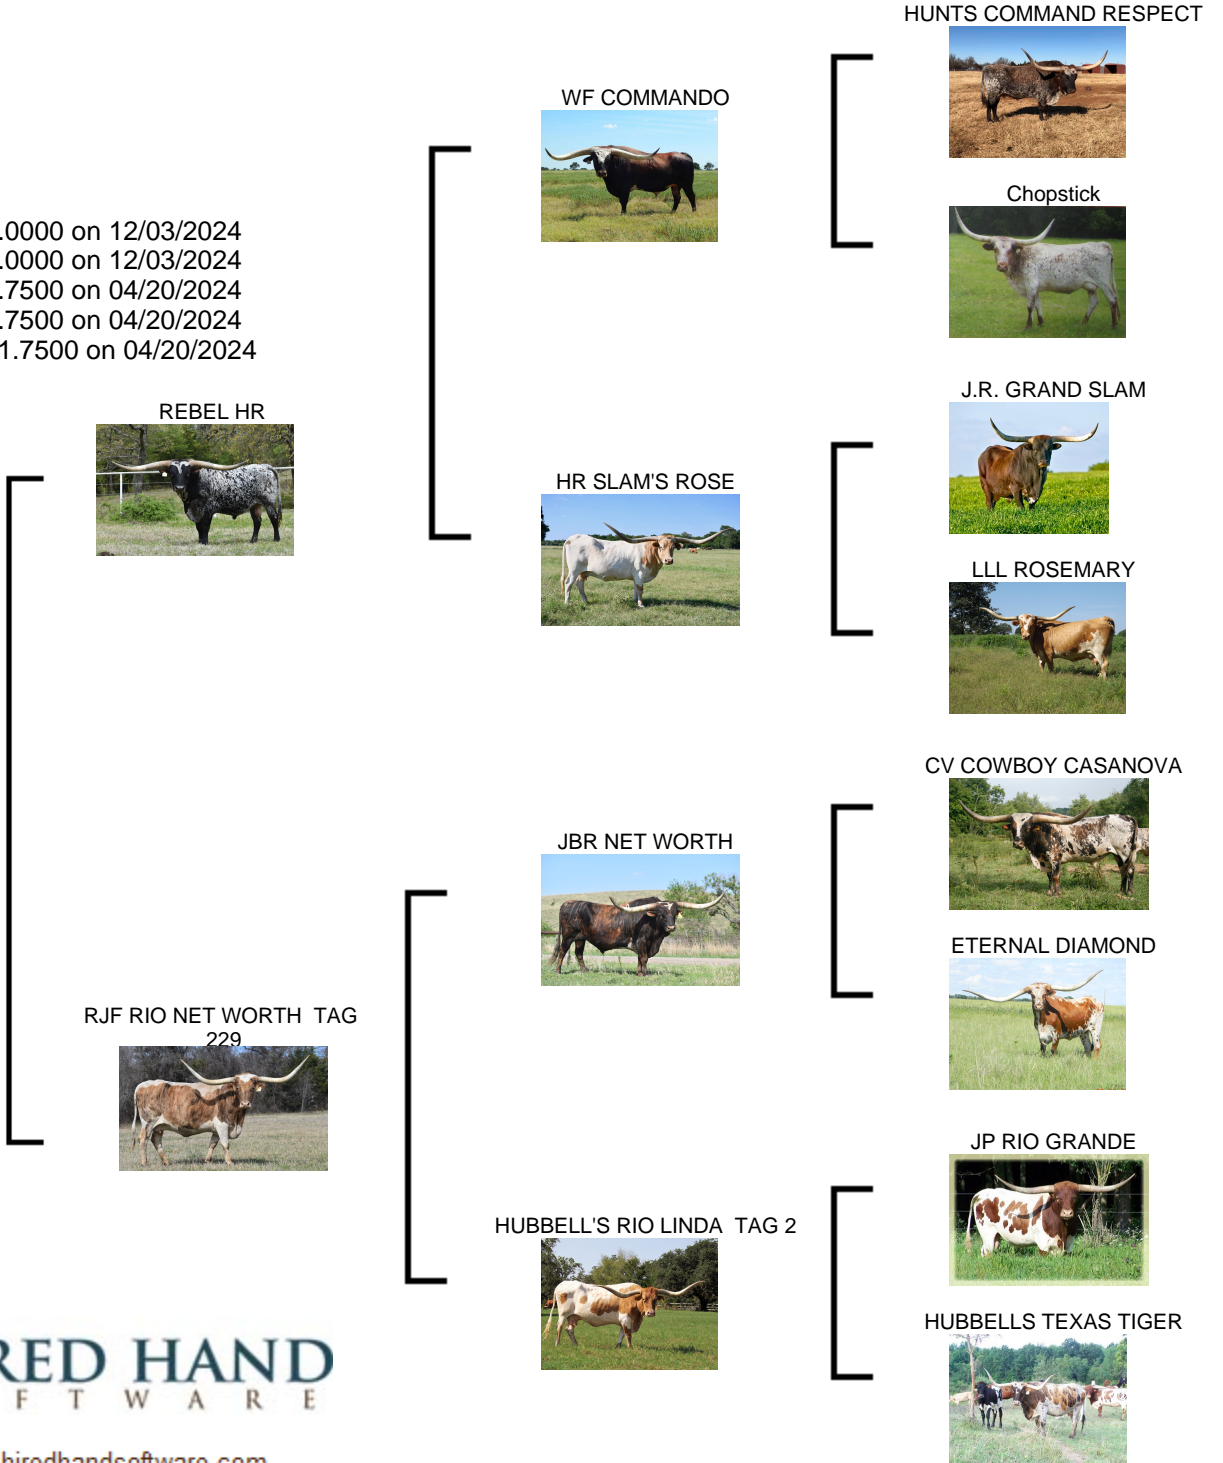 HUNTS COMMAND RESPECT
WF COMMANDO
Chopstick
.0000 on 12/03/2024
.0000 on 12/03/2024
.7500 on 04/20/2024
.7500 on 04/20/2024
1.7500 on 04/20/2024
J.R. GRAND SLAM
REBEL HR
HR SLAM'S ROSE
LLL ROSEMARY
CV COWBOY CASANOVA
JBR NET WORTH
ETERNAL DIAMOND
RJF RIO NET WORTH TAG
229
JP RIO GRANDE
HUBBELL'S RIO LINDA TAG 2
HUBBELLS TEXAS TIGER
RED HAND
F T W A R E
hiredhandsoftware.com